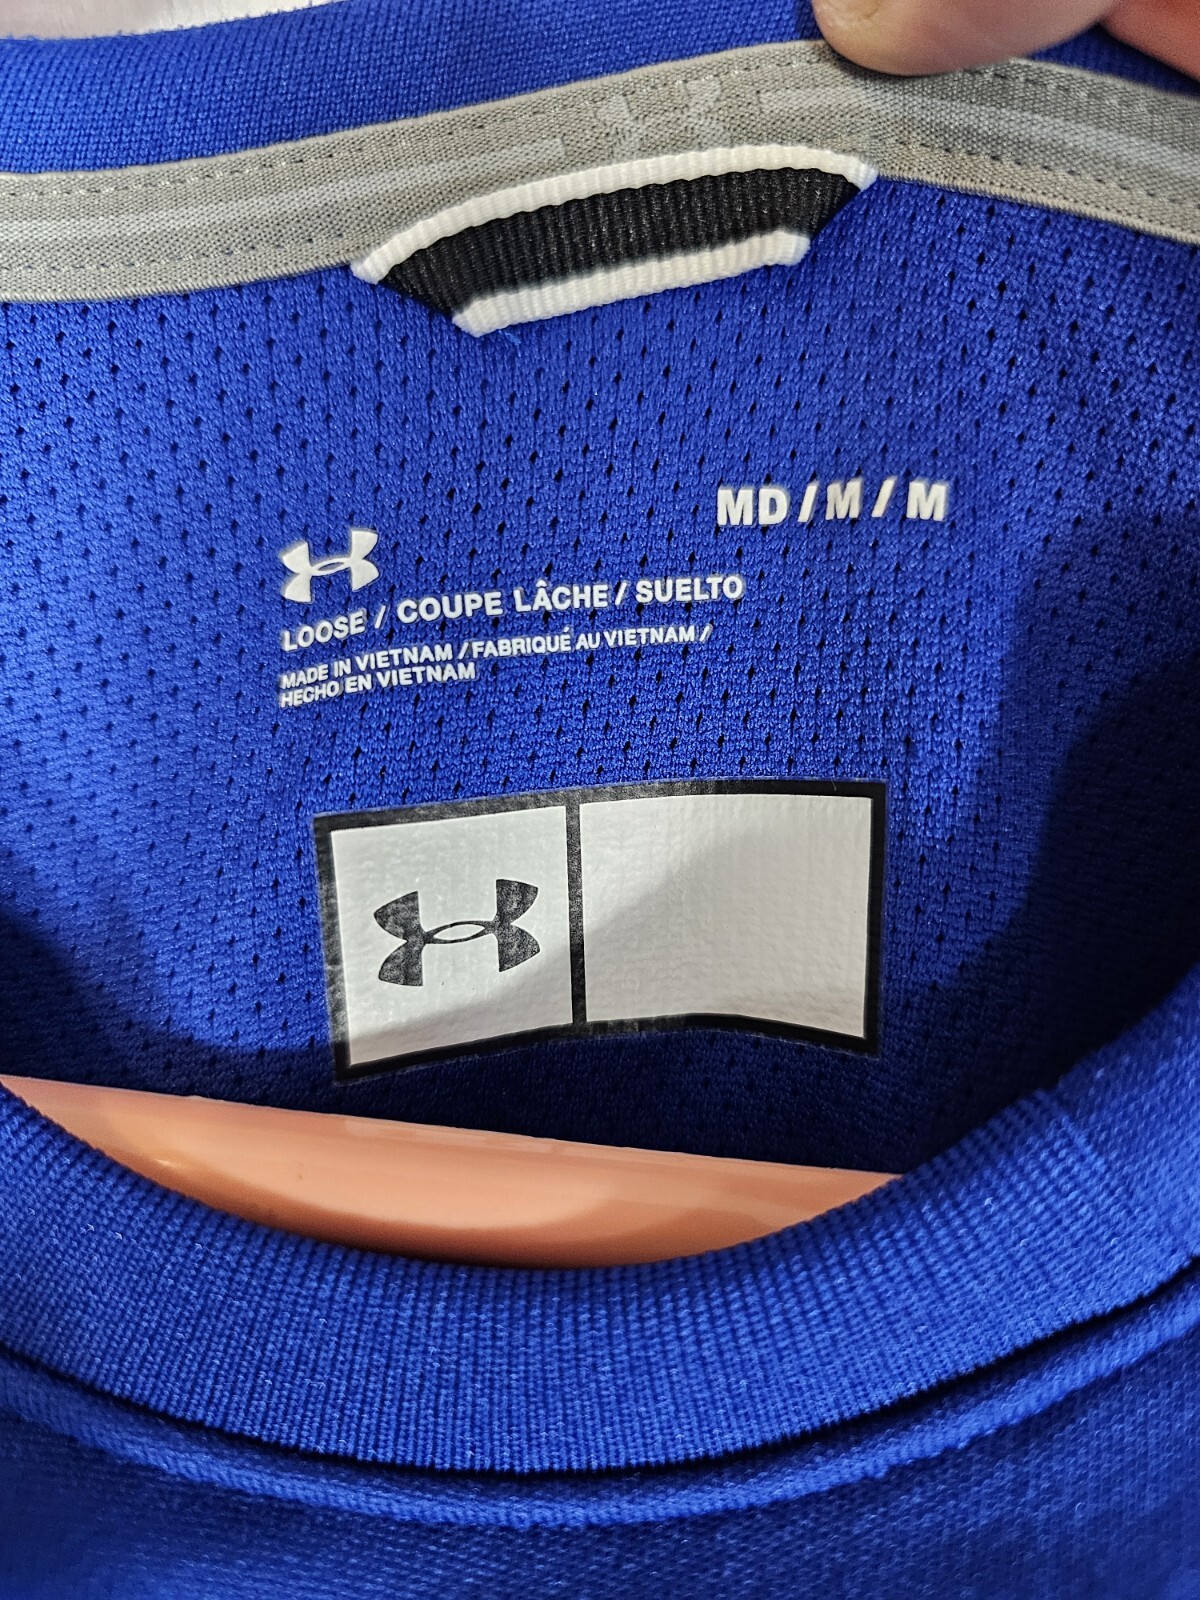 MD / M / M
LOOSE / COUPE LÂCHE / SUELTO
MADE IN VIETNAM / FABRIQUÉ AU VIETNAM /
HECHO EN VIETNAM